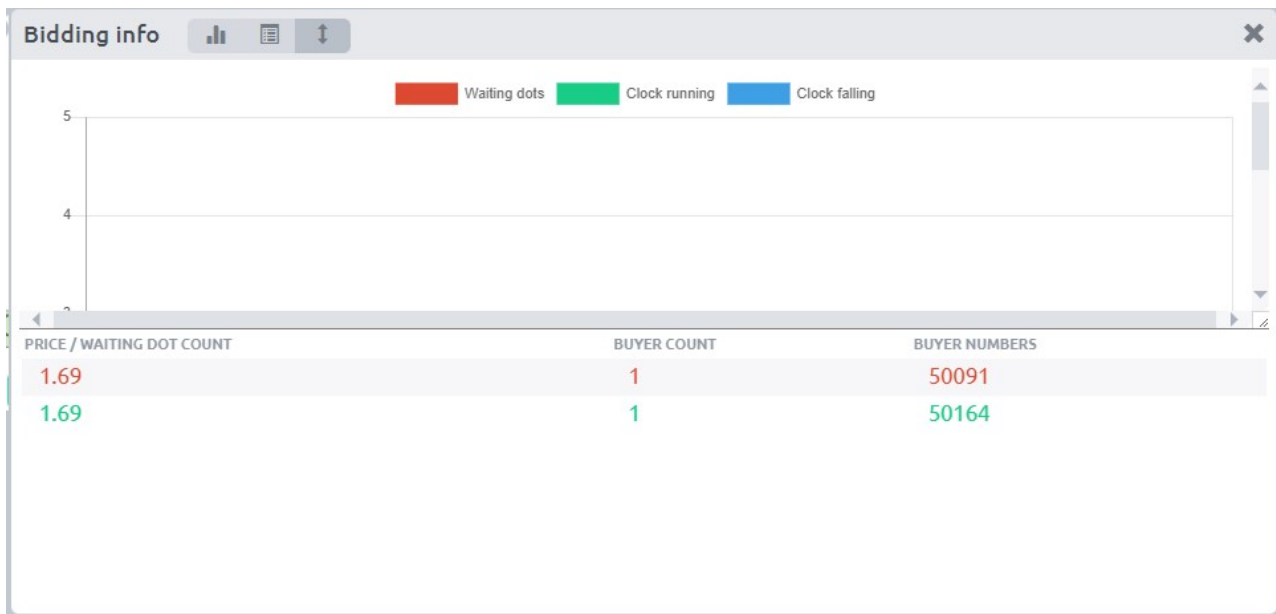 Bidding info
Waiting dots Clock running Clock falling
5
4
PRICE / WAITING DOT COUNT BUYER COUNT BUYER NUMBERS
1.69 1 50091
1.69 1 50164